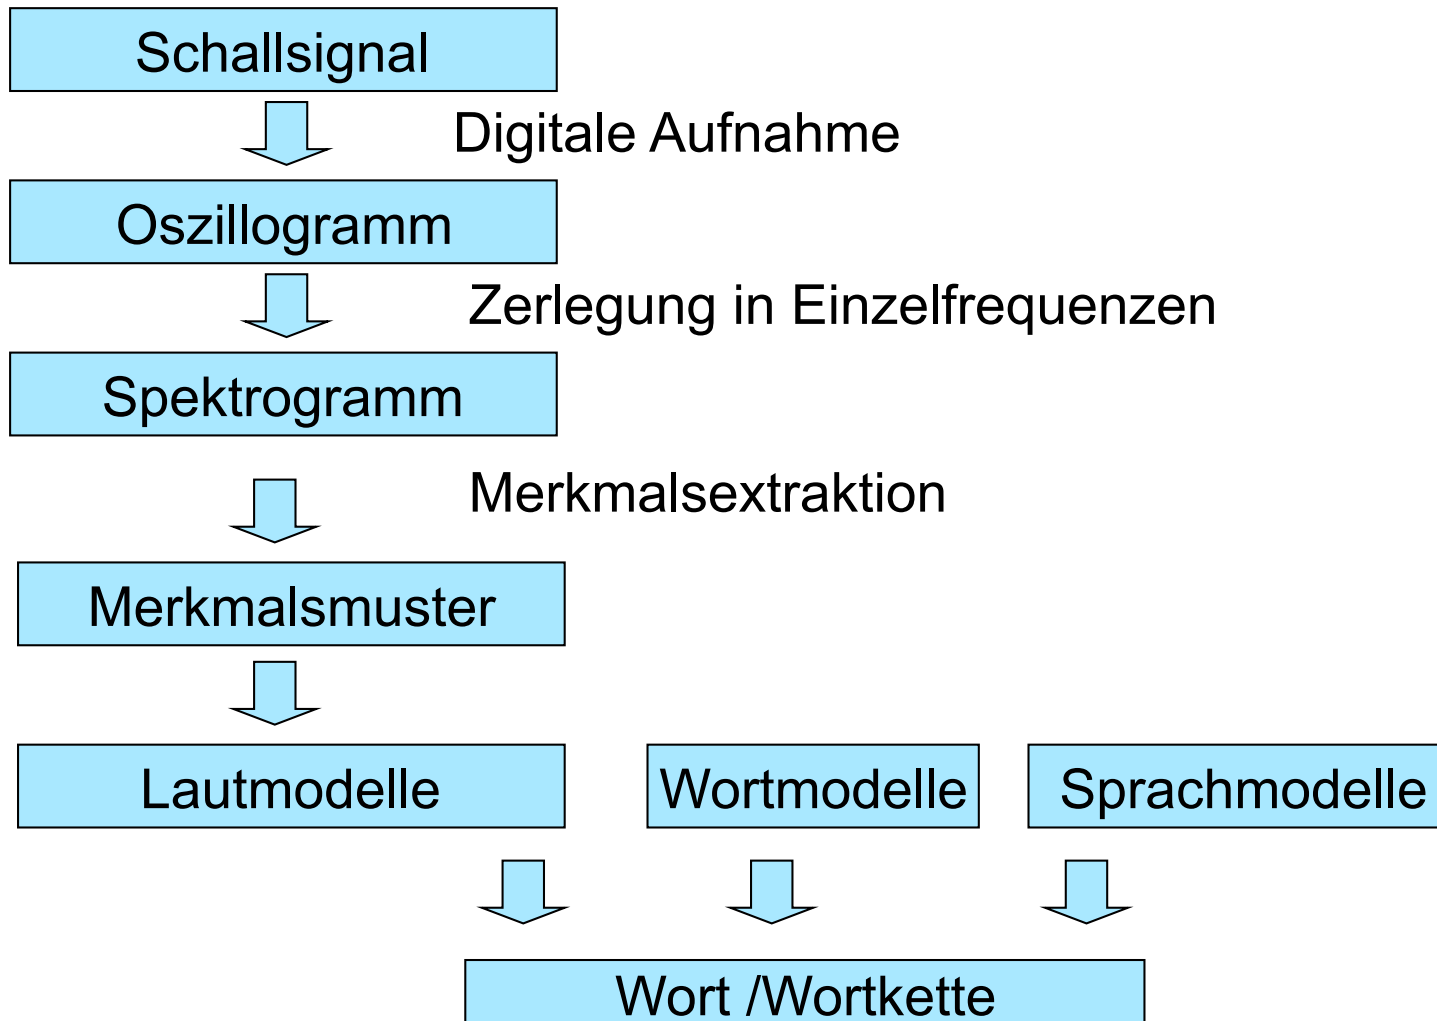 Schallsignal
Digitale Aufnahme
Oszillogramm
Zerlegung in Einzelfrequenzen
Spektrogramm
Merkmalsextraktion
Merkmalsmuster
Lautmodelle
Wortmodelle
Sprachmodelle
Wort /Wortkette